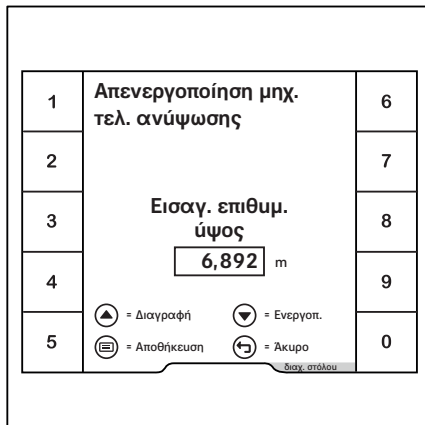 1
2
3
4
5
Απενεργοποίηση μηχ.
τελ. ανύψωσης
Εισαγ. επιθυμ.
ύψος
6,892 m
= Διαγραφή
= Ενεργοπ.
= Αποθήκευση
= Άκυρο
διαχ. στόλου
6
7
8
9
0